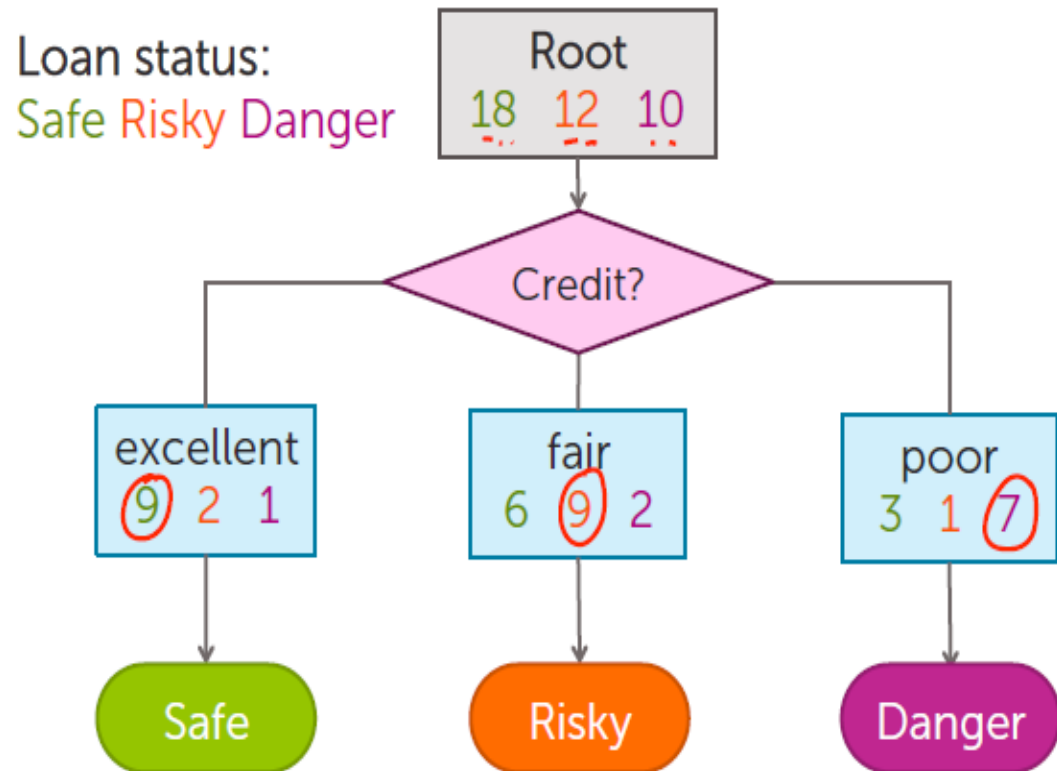 Loan status:
Safe Risky Danger
Root
18 12 10
Credit?
excellent
9 2 1
fair
6 9 2
poor
3 1 7
Safe
Risky
Danger